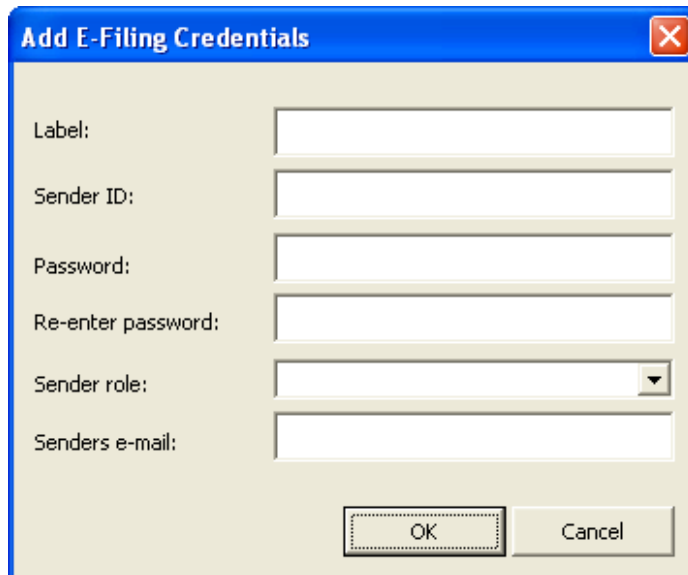 Add E-Filing Credentials
Label:
Sender ID:
Password:
Re-enter password:
Sender role:
Senders e-mail:
OK Cancel